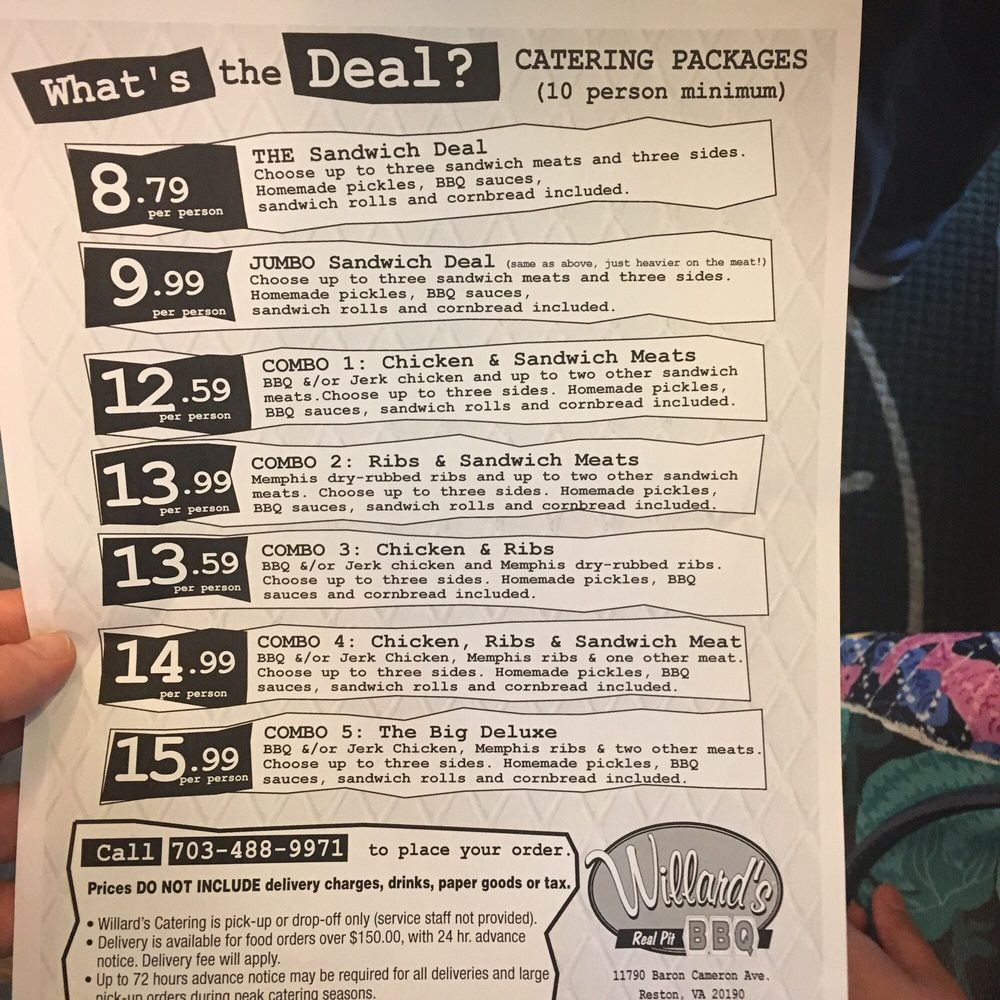 What's the Deal? CATERING PACKAGES
(10 person minimum)
8.79
per person
THE Sandwich Deal
Choose up to three sandwich meats and three sides.
Homemade pickles, BBQ sauces,
sandwich rolls and cornbread included.
9.99
per person
JUMBO Sandwich Deal (same as above, just heavier on the meat!)
Choose up to three sandwich meats and three sides.
Homemade pickles, BBQ sauces,
sandwich rolls and cornbread included.
12.59
per person
COMBO 1: Chicken & Sandwich Meats
BBQ &/or Jerk chicken and up to two other sandwich
meats.Choose up to three sides. Homemade pickles,
BBQ sauces, sandwich rolls and cornbread included.
13.99
per person
COMBO 2: Ribs & Sandwich Meats
Memphis dry-rubbed ribs and up to two other sandwich
meats. Choose up to three sides. Homemade pickles,
BBQ sauces, sandwich rolls and cornbread included.
13.59
per person
COMBO 3: Chicken & Ribs
BBQ &/or Jerk chicken and Memphis dry-rubbed ribs.
Choose up to three sides. Homemade pickles, BBQ
sauces and cornbread included.
14.99
per person
COMBO 4: Chicken, Ribs & Sandwich Meat
BBQ &/or Jerk Chicken, Memphis ribs & one other meat.
Choose up to three sides. Homemade pickles, BBQ
sauces, sandwich rolls and cornbread included.
15.99
per person
COMBO 5: The Big Deluxe
BBQ &/or Jerk Chicken, Memphis ribs & two other meats.
Choose up to three sides. Homemade pickles, BBQ
sauces, sandwich rolls and cornbread included.
Call 703-488-9971 to place your order.
Prices DO NOT INCLUDE delivery charges, drinks, paper goods or tax.
• Willard's Catering is pick-up or drop-off only (service staff not provided).
• Delivery is available for food orders over $150.00, with 24 hr. advance
notice. Delivery fee will apply.
• Up to 72 hours advance notice may be required for all deliveries and large
pick-up orders during peak catering seasons.
Willard's
Real Pit BBQ
11790 Baron Cameron Ave.
Reston, VA 20190